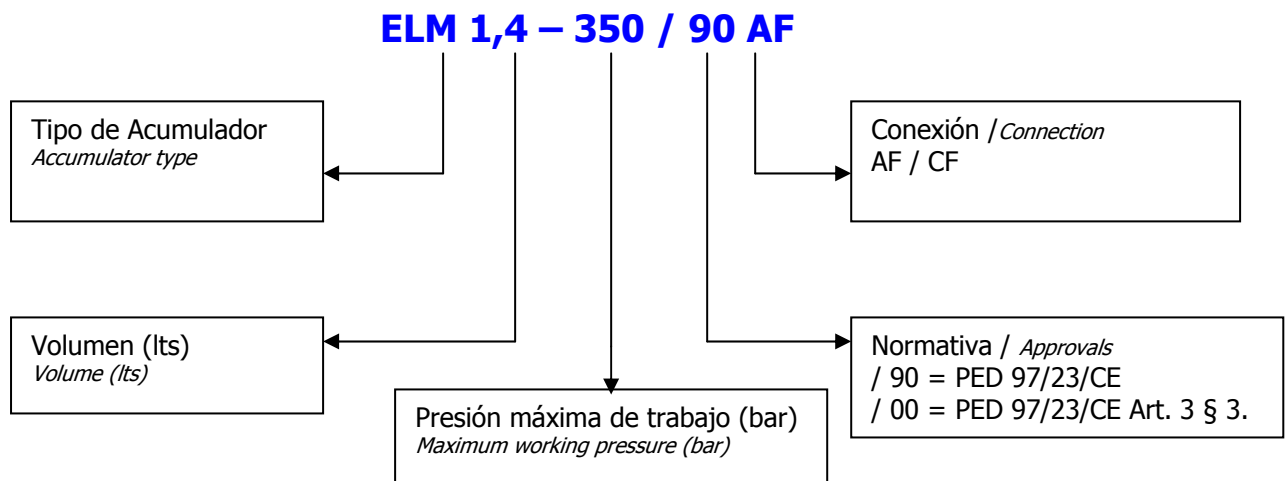 ELM 1,4 – 350 / 90 AF
Tipo de Acumulador
Accumulator type
Conexión / Connection
AF / CF
Volumen (lts)
Volume (lts)
Normativa / Approvals
/ 90 = PED 97/23/CE
/ 00 = PED 97/23/CE Art. 3 § 3.
Presión máxima de trabajo (bar)
Maximum working pressure (bar)